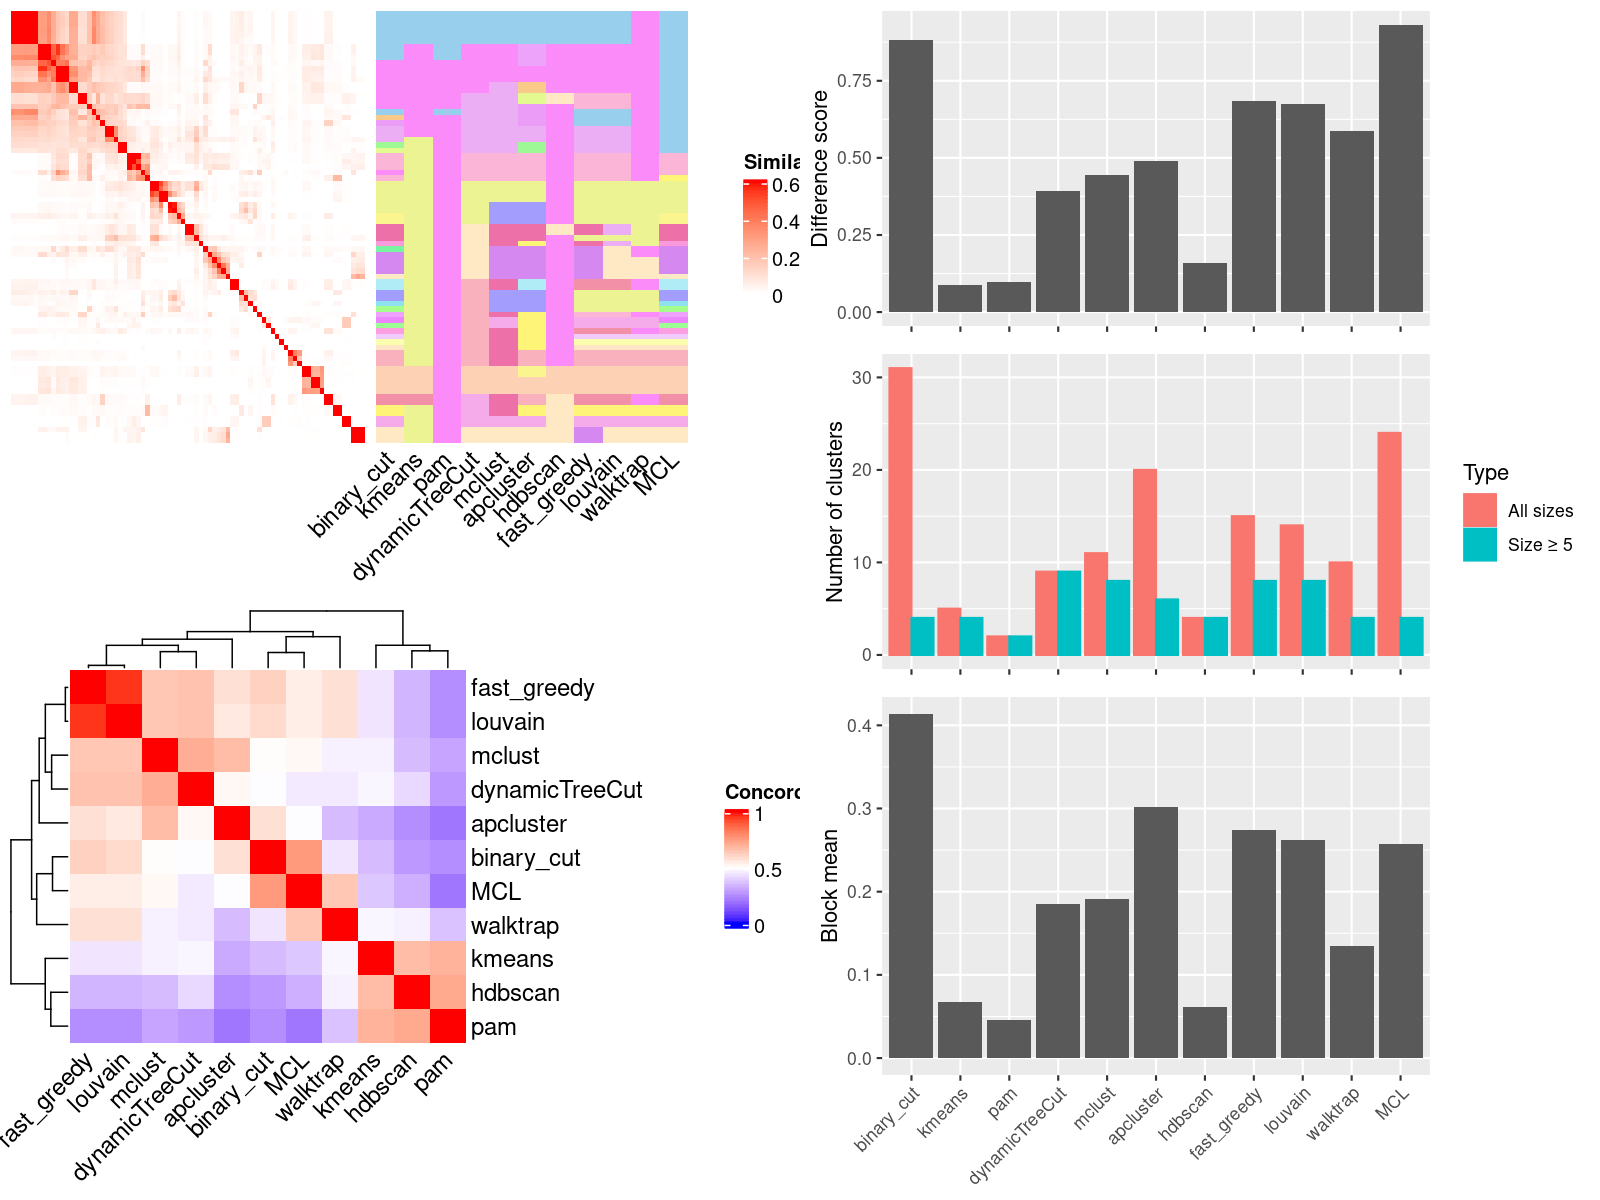 Simila
0.6
0.4
0.2
0
binary_cut
kmeans
pam
dynamicTreeCut
mclust
apcluster
hdbscan
fast_greedy
louvain
walktrap
MCL
fast_greedy
louvain
mclust
dynamicTreeCut
apcluster
binary_cut
MCL
walktrap
kmeans
hdbscan
pam
Concord
1
0.5
0
fast_greedy
louvain
mclust
dynamicTreeCut
apcluster
binary_cut
MCL
walktrap
kmeans
hdbscan
pam
Difference score
0.75
0.50
0.25
0.00
Number of clusters
30
20
10
0
Type
All sizes
Size ≥ 5
Block mean
0.4
0.3
0.2
0.1
0.0
binary_cut
kmeans
pam
dynamicTreeCut
mclust
apcluster
hdbscan
fast_greedy
louvain
walktrap
MCL